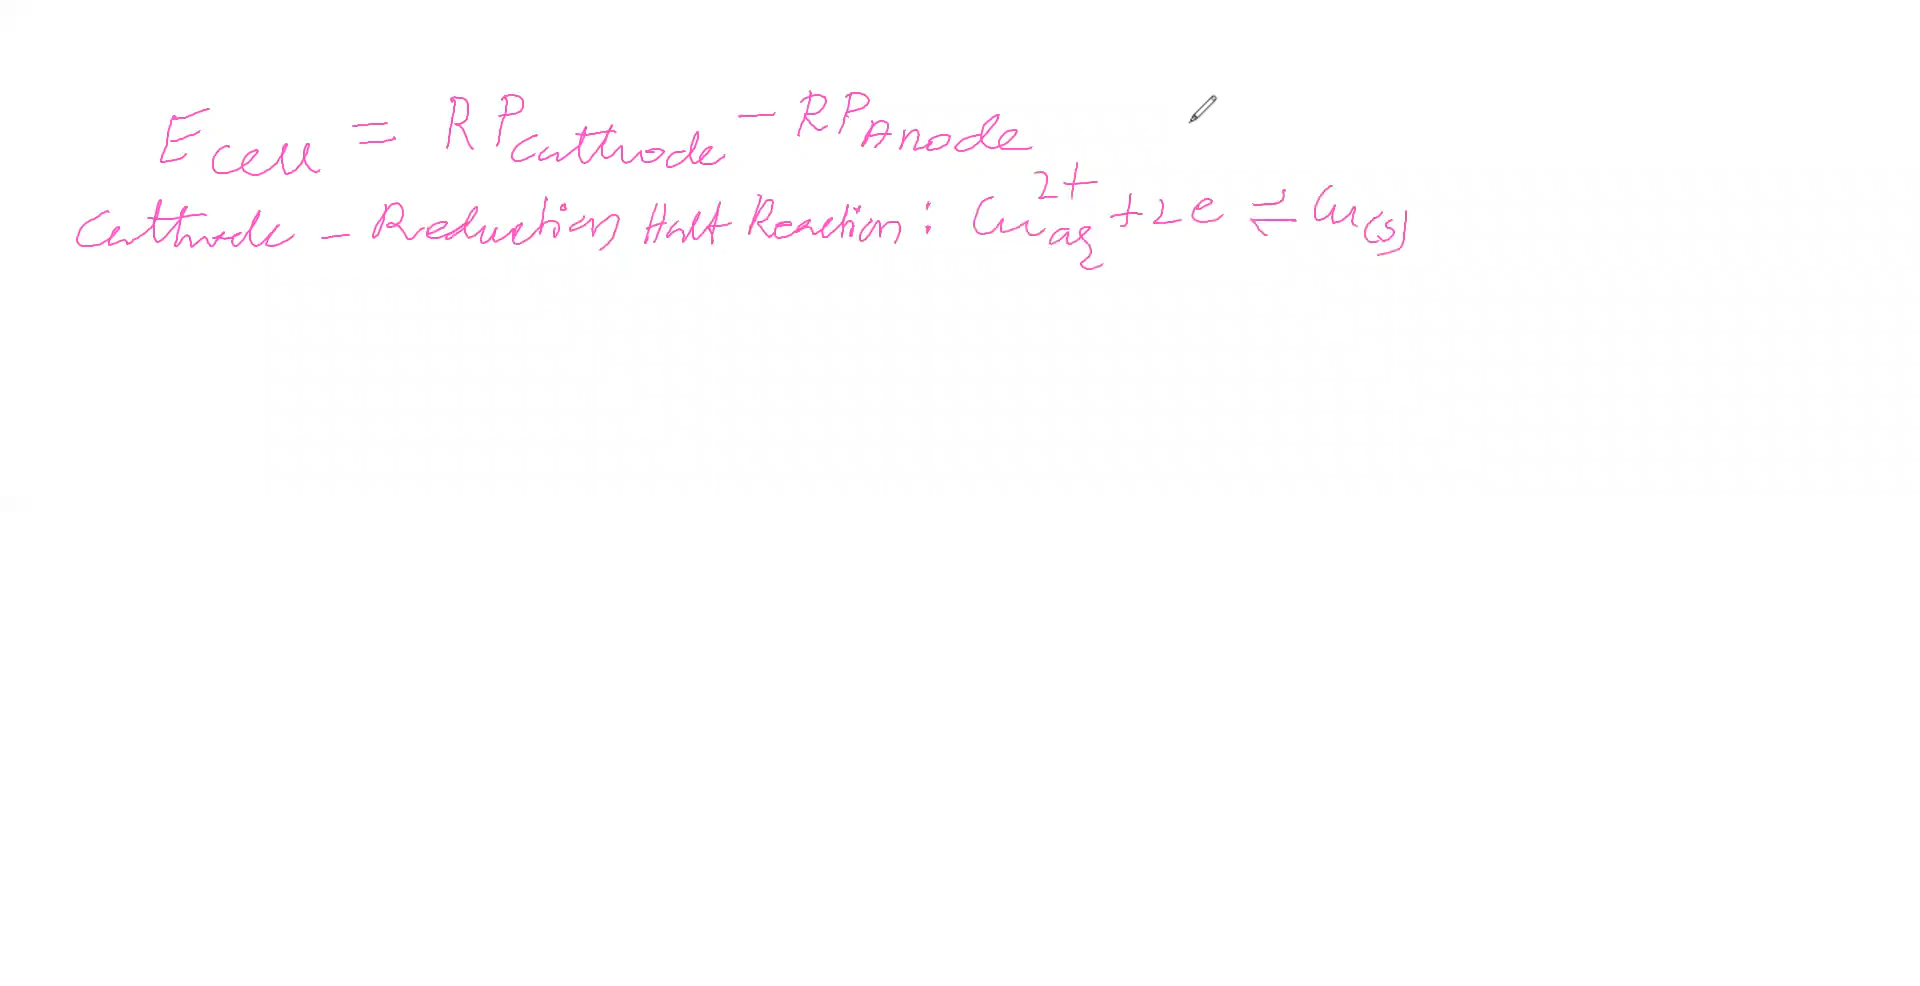 E cell = RP Cathode - RP Anode
Cathode - Reduction Half Reaction : Cu²⁺ aq + 2e ⇌ Cu(s)